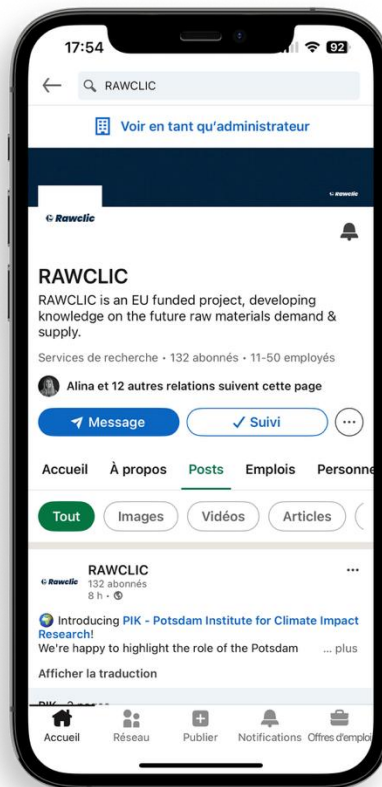 17:54
92
RAWCLIC
Voir en tant qu'administrateur
Rawclic
Rawclic
RAWCLIC
RAWCLIC is an EU funded project, developing
knowledge on the future raw materials demand &
supply.
Services de recherche • 132 abonnés • 11-50 employés
Alina et 12 autres relations suivent cette page
Message
Suivi
Accueil
À propos
Posts
Emplois
Personne
Tout
Images
Vidéos
Articles
Rawclic
RAWCLIC
132 abonnés
8 h •
Introducing PIK - Potsdam Institute for Climate Impact
Research!
We're happy to highlight the role of the Potsdam ... plus
Afficher la traduction
Accueil
Réseau
Publier
Notifications
Offres d'emploi